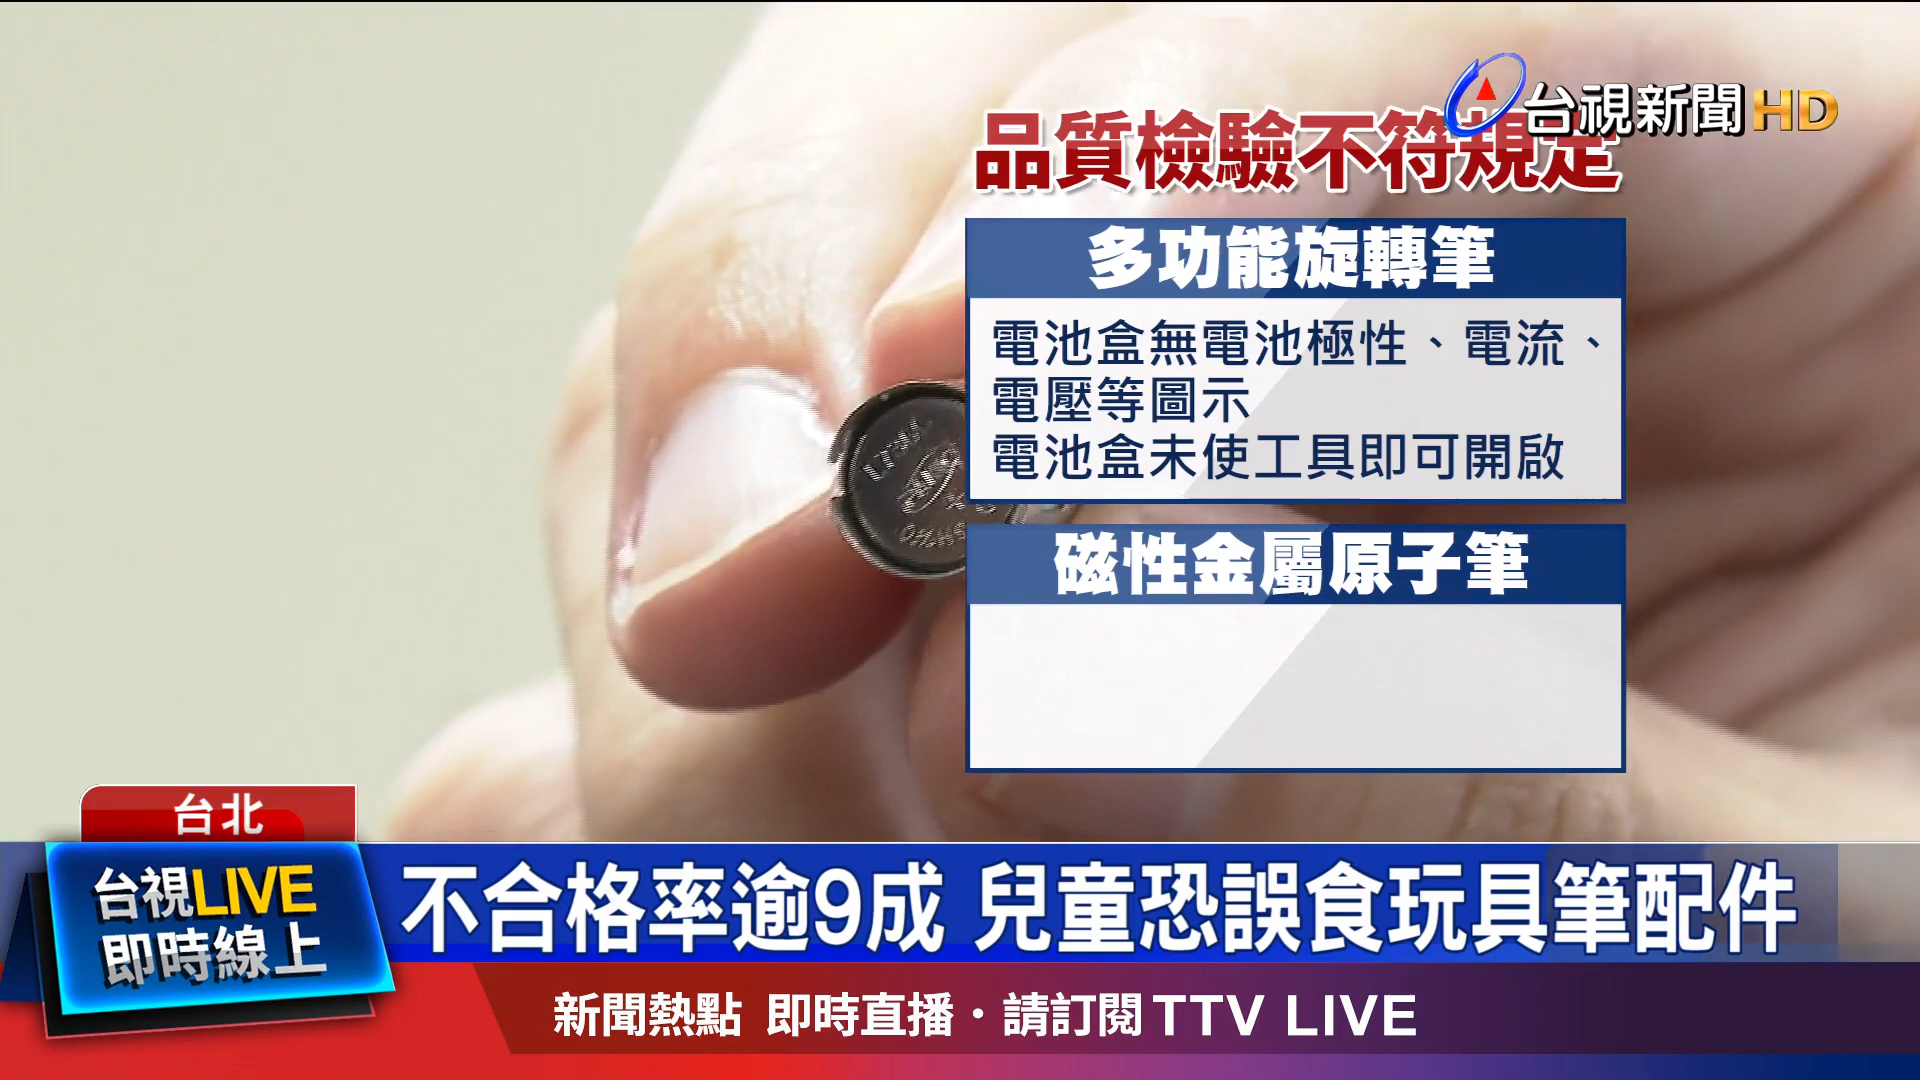 台視新聞HD
品質檢驗不符規定
多功能旋轉筆
電池盒無電池極性、電流、
電壓等圖示
電池盒未使工具即可開啟
磁性金屬原子筆
台北
台視LIVE
即時線上
不合格率逾9成 兒童恐誤食玩具筆配件
新聞熱點 即時直播・請訂閱TTV LIVE